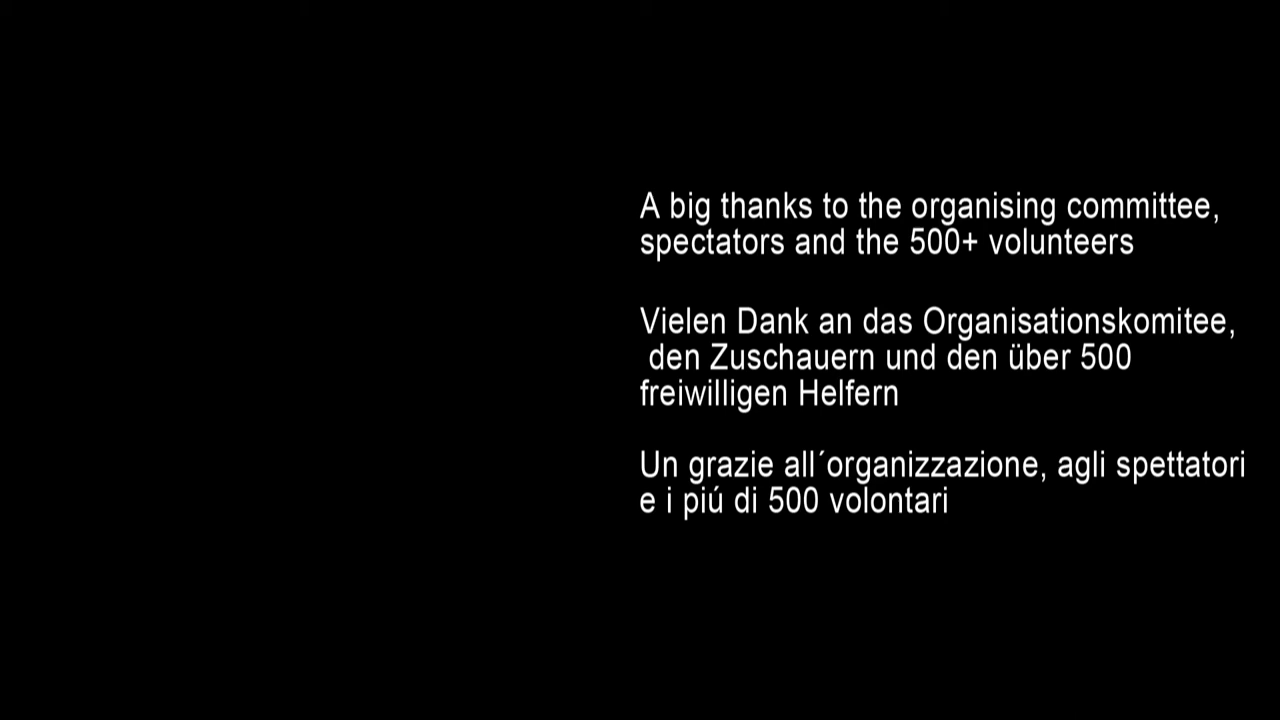 A big thanks to the organising committee,
spectators and the 500+ volunteers
Vielen Dank an das Organisationskomitee,
den Zuschauern und den über 500
freiwilligen Helfern
Un grazie all´organizzazione, agli spettatori
e i piú di 500 volontari